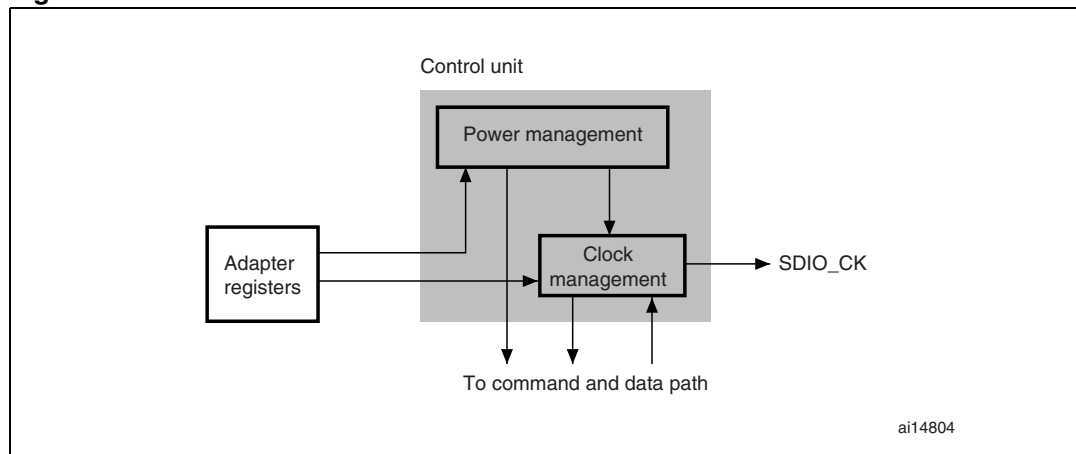 Control unit
Power management
Adapter
registers
Clock
management
SDIO_CK
To command and data path
ai14804